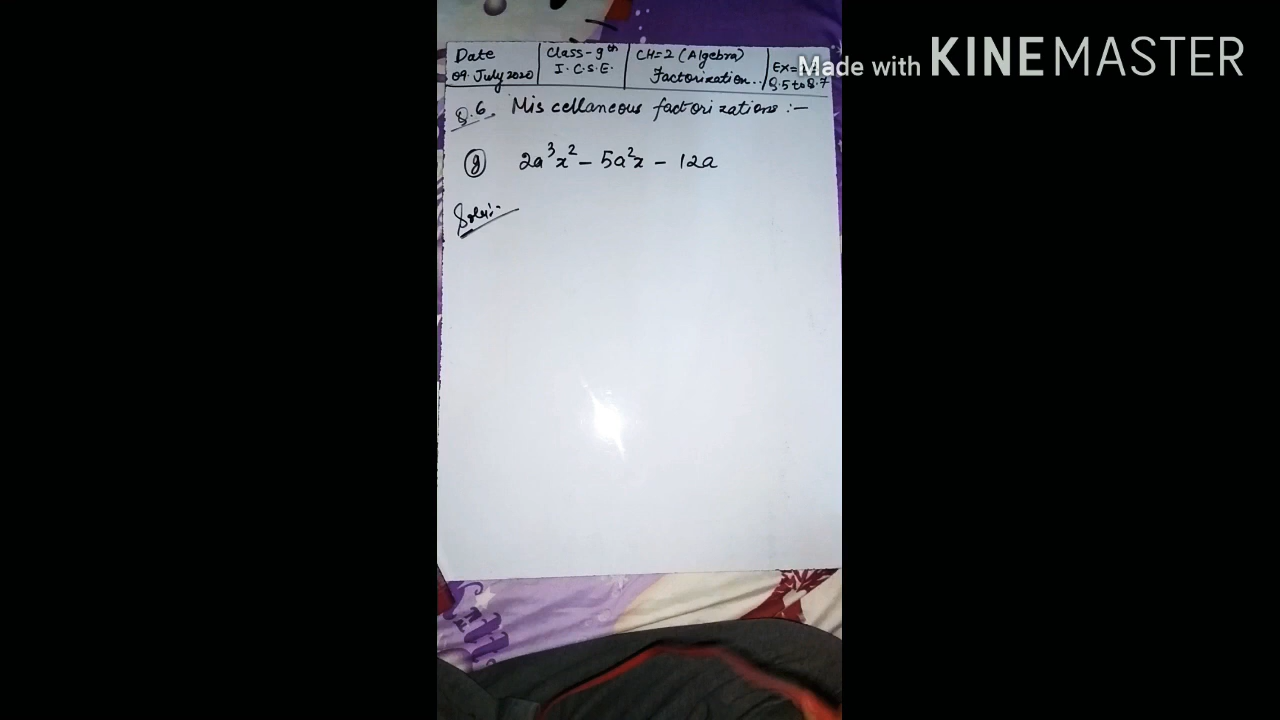 Made with KINEMASTER
Date
09. July 2020
Class - 9th
I.C.S.E.
CH=2 (Algebra)
Factorization..
EX=
Q.5 to Q.7
Q.6. Miscellaneous factorizations :-
g 2a³x² - 5a²x - 12a
Soln:-